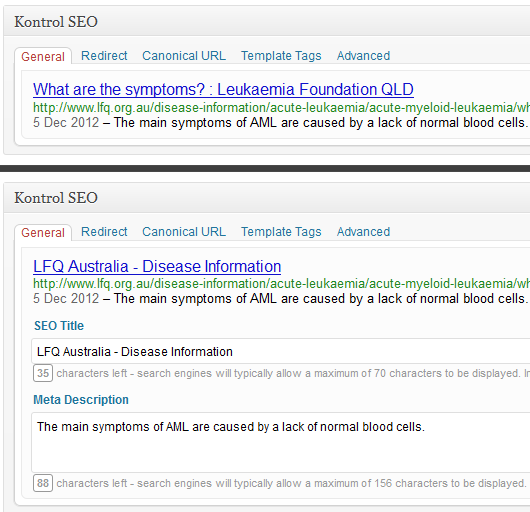 Kontrol SEO
General Redirect Canonical URL Template Tags Advanced
What are the symptoms? : Leukaemia Foundation QLD
http://www.lfq.org.au/disease-information/acute-leukaemia/acute-myeloid-leukaemia/wh
5 Dec 2012 – The main symptoms of AML are caused by a lack of normal blood cells.
Kontrol SEO
General Redirect Canonical URL Template Tags Advanced
LFQ Australia - Disease Information
http://www.lfq.org.au/disease-information/acute-leukaemia/acute-myeloid-leukaemia/wh
5 Dec 2012 – The main symptoms of AML are caused by a lack of normal blood cells.
SEO Title
LFQ Australia - Disease Information
35 characters left - search engines will typically allow a maximum of 70 characters to be displayed. In
Meta Description
The main symptoms of AML are caused by a lack of normal blood cells.
88 characters left - search engines will typically allow a maximum of 156 characters to be displayed.